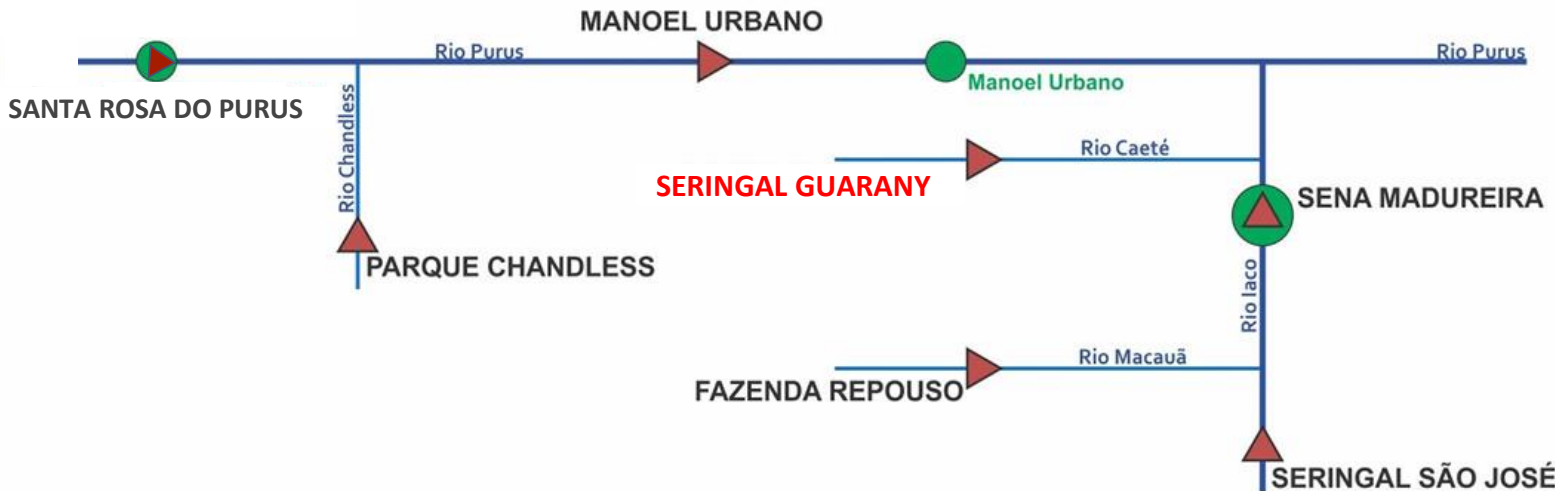 MANOEL URBANO
Rio Purus
Rio Purus
Manoel Urbano
SANTA ROSA DO PURUS
Rio Chandless
Rio Caeté
SERINGAL GUARANY
SENA MADUREIRA
PARQUE CHANDLESS
Rio Iaco
Rio Macauã
FAZENDA REPOUSO
SERINGAL SÃO JOSÉ